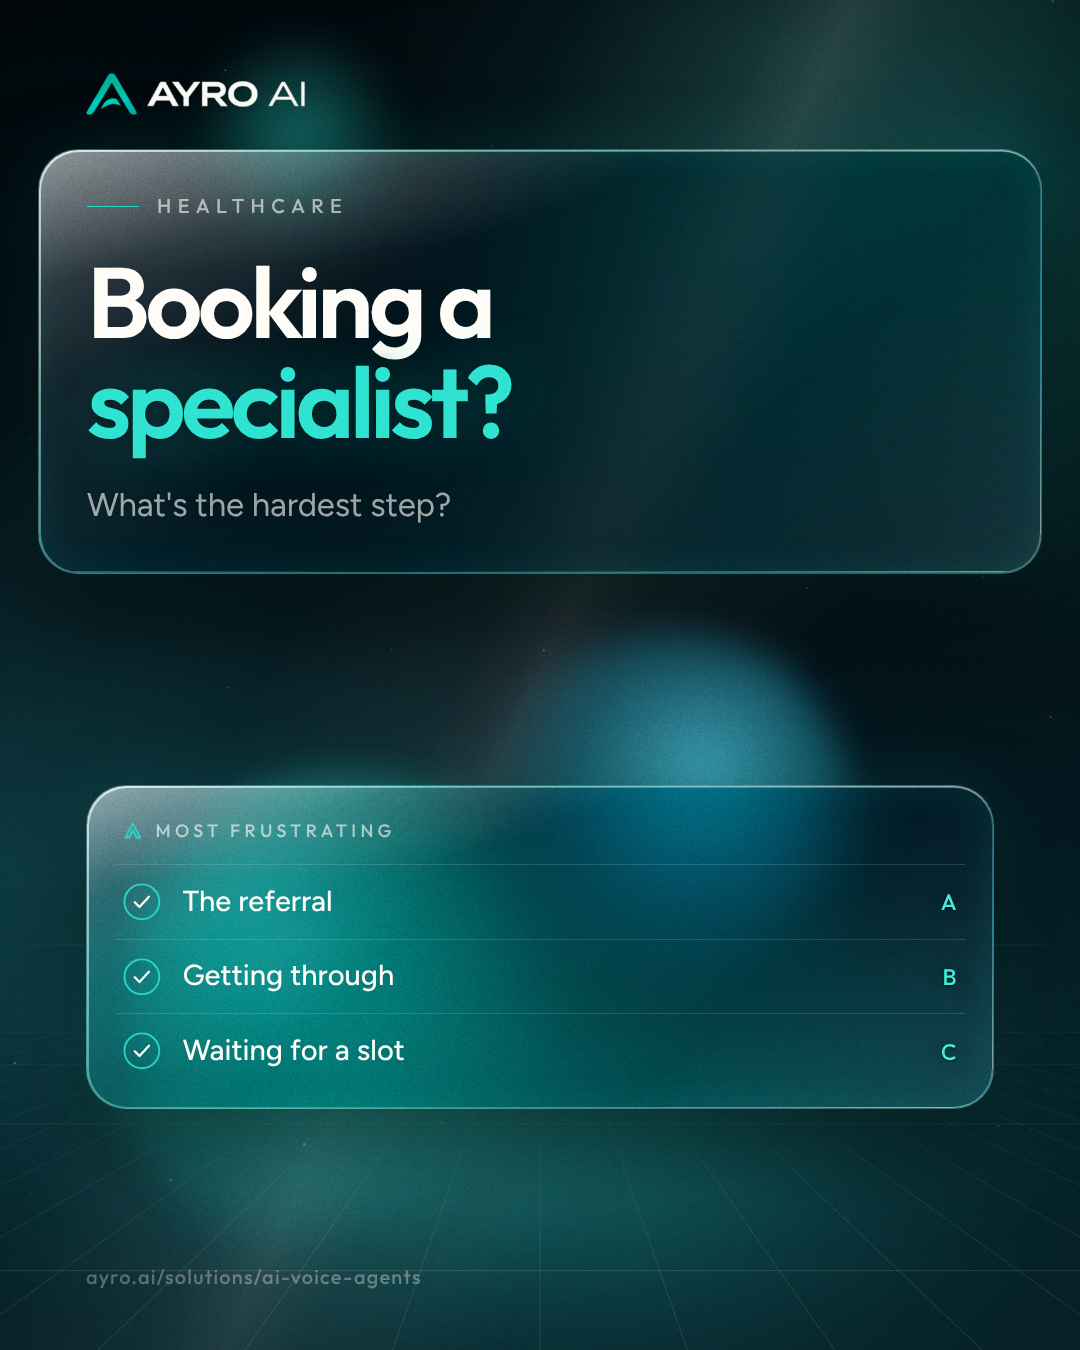 AYRO AI
HEALTHCARE
Booking a
specialist?
What's the hardest step?
MOST FRUSTRATING
The referral A
Getting through B
Waiting for a slot C
ayro.ai/solutions/ai-voice-agents